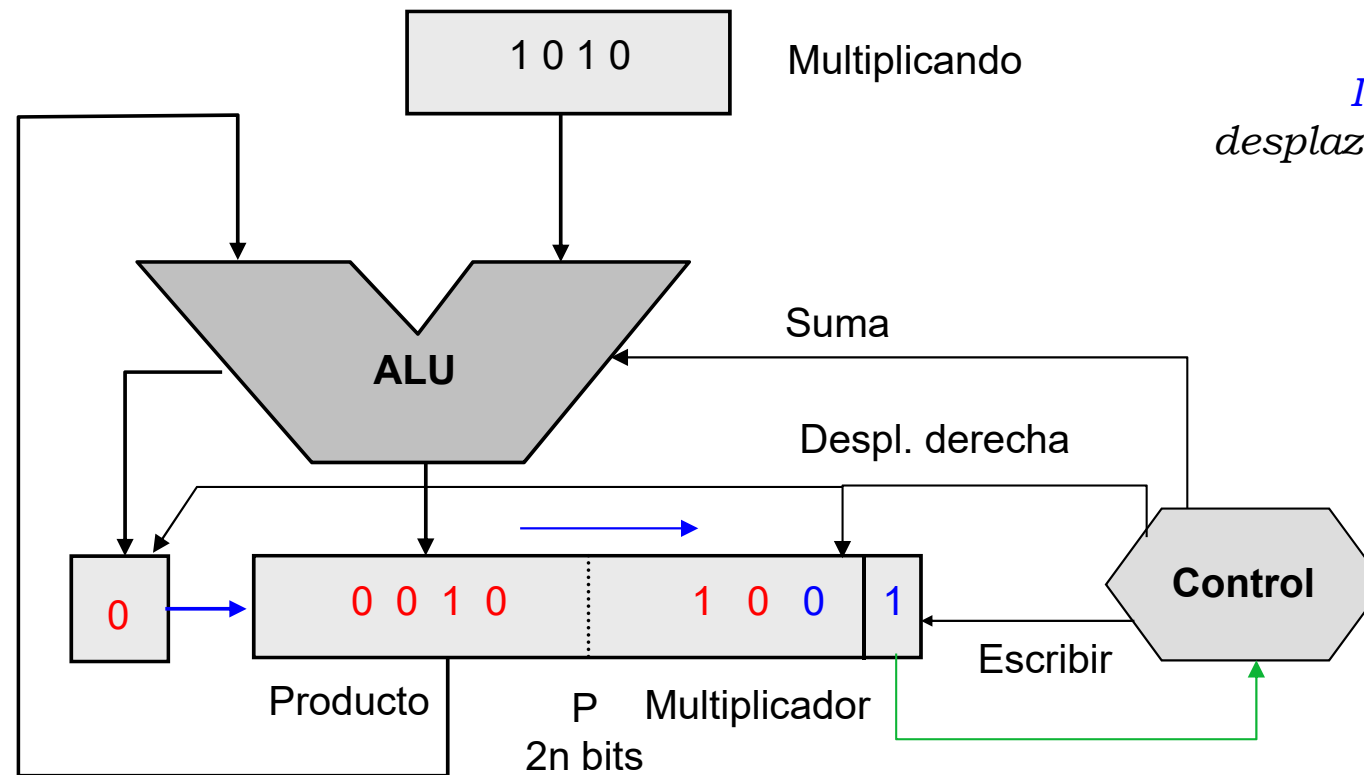 1 0 1 0
Multiplicando
desplaz
Suma
ALU
Despl. derecha
0
0 0 1 0
1 0 0
1
Control
Escribir
Producto
P
Multiplicador
2n bits